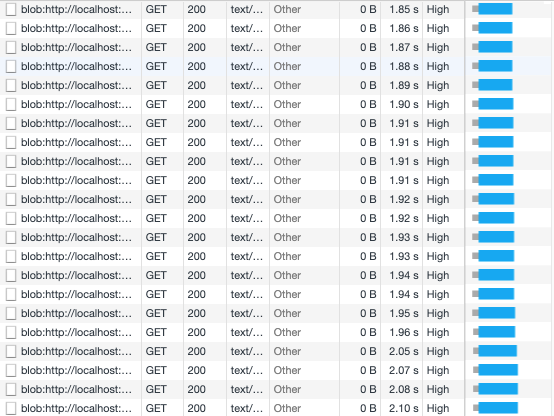 blob:http://localhost:... GET 200 text/... Other 0 B 1.85 s High
blob:http://localhost:... GET 200 text/... Other 0 B 1.86 s High
blob:http://localhost:... GET 200 text/... Other 0 B 1.87 s High
blob:http://localhost:... GET 200 text/... Other 0 B 1.88 s High
blob:http://localhost:... GET 200 text/... Other 0 B 1.89 s High
blob:http://localhost:... GET 200 text/... Other 0 B 1.90 s High
blob:http://localhost:... GET 200 text/... Other 0 B 1.91 s High
blob:http://localhost:... GET 200 text/... Other 0 B 1.91 s High
blob:http://localhost:... GET 200 text/... Other 0 B 1.91 s High
blob:http://localhost:... GET 200 text/... Other 0 B 1.91 s High
blob:http://localhost:... GET 200 text/... Other 0 B 1.92 s High
blob:http://localhost:... GET 200 text/... Other 0 B 1.92 s High
blob:http://localhost:... GET 200 text/... Other 0 B 1.93 s High
blob:http://localhost:... GET 200 text/... Other 0 B 1.93 s High
blob:http://localhost:... GET 200 text/... Other 0 B 1.94 s High
blob:http://localhost:... GET 200 text/... Other 0 B 1.94 s High
blob:http://localhost:... GET 200 text/... Other 0 B 1.95 s High
blob:http://localhost:... GET 200 text/... Other 0 B 1.96 s High
blob:http://localhost:... GET 200 text/... Other 0 B 2.05 s High
blob:http://localhost:... GET 200 text/... Other 0 B 2.07 s High
blob:http://localhost:... GET 200 text/... Other 0 B 2.08 s High
blob:http://localhost:... GET 200 text/... Other 0 B 2.10 s High